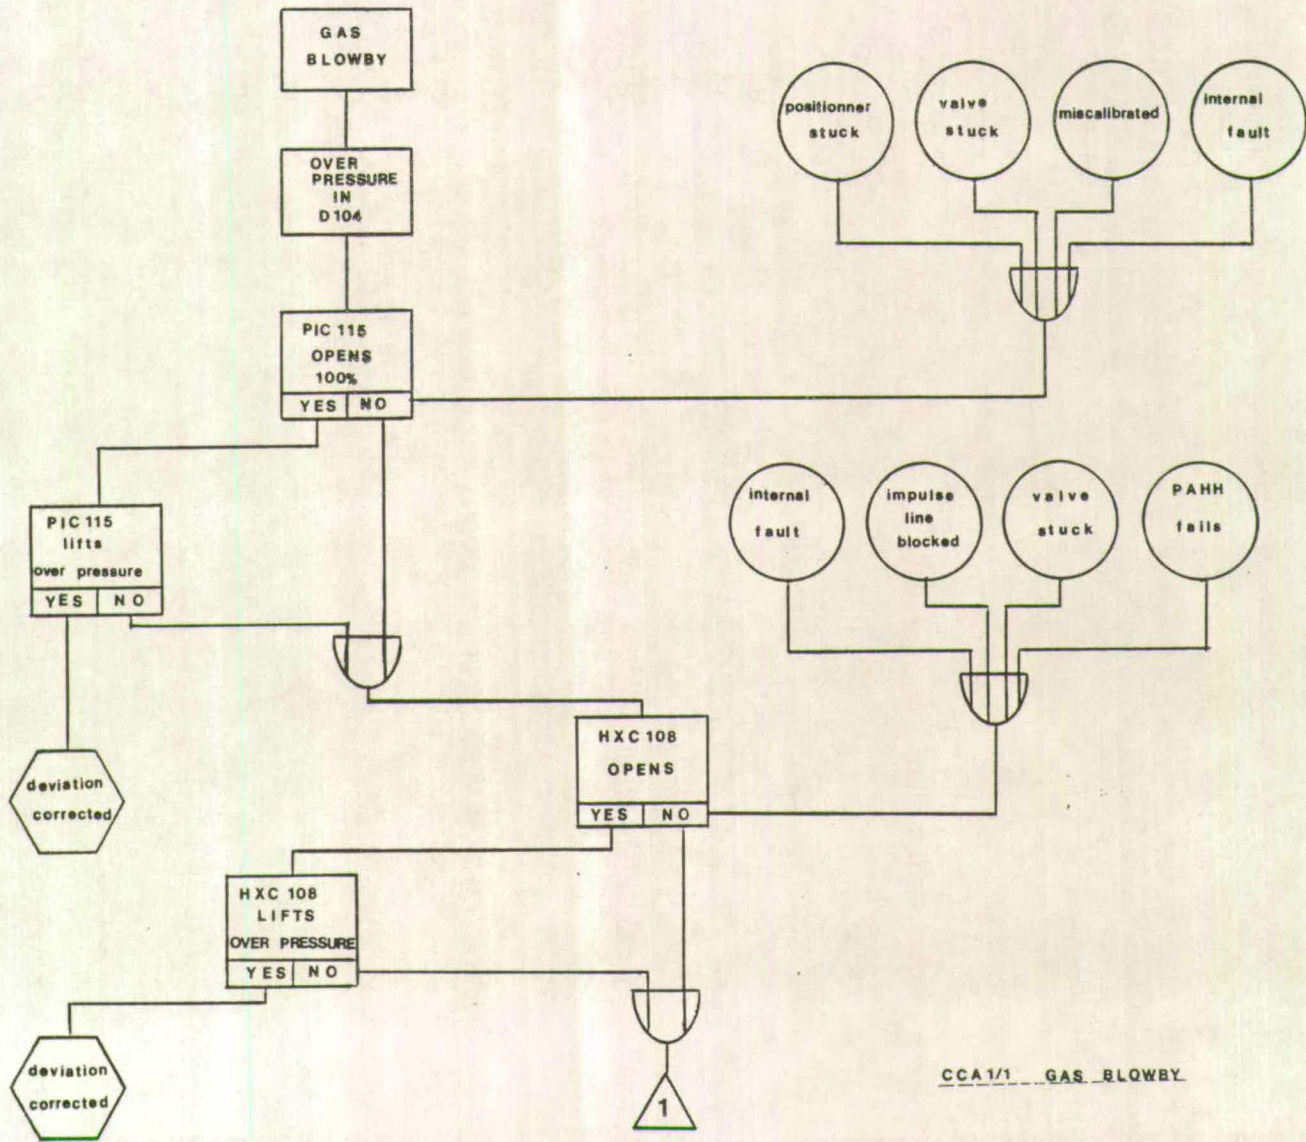 GAS
BLOWBY
OVER
PRESSURE
IN
D104
PIC 115
OPENS
100%
YES NO
positionner
stuck
valve
stuck
miscalibrated
internal
fault
PIC 115
lifts
over pressure
YES NO
internal
fault
impulse
line
blocked
valve
stuck
PAHH
fails
HXC 108
OPENS
YES NO
deviation
corrected
HXC 108
LIFTS
OVER PRESSURE
YES NO
deviation
corrected
1
CCA1/1 GAS BLOWBY